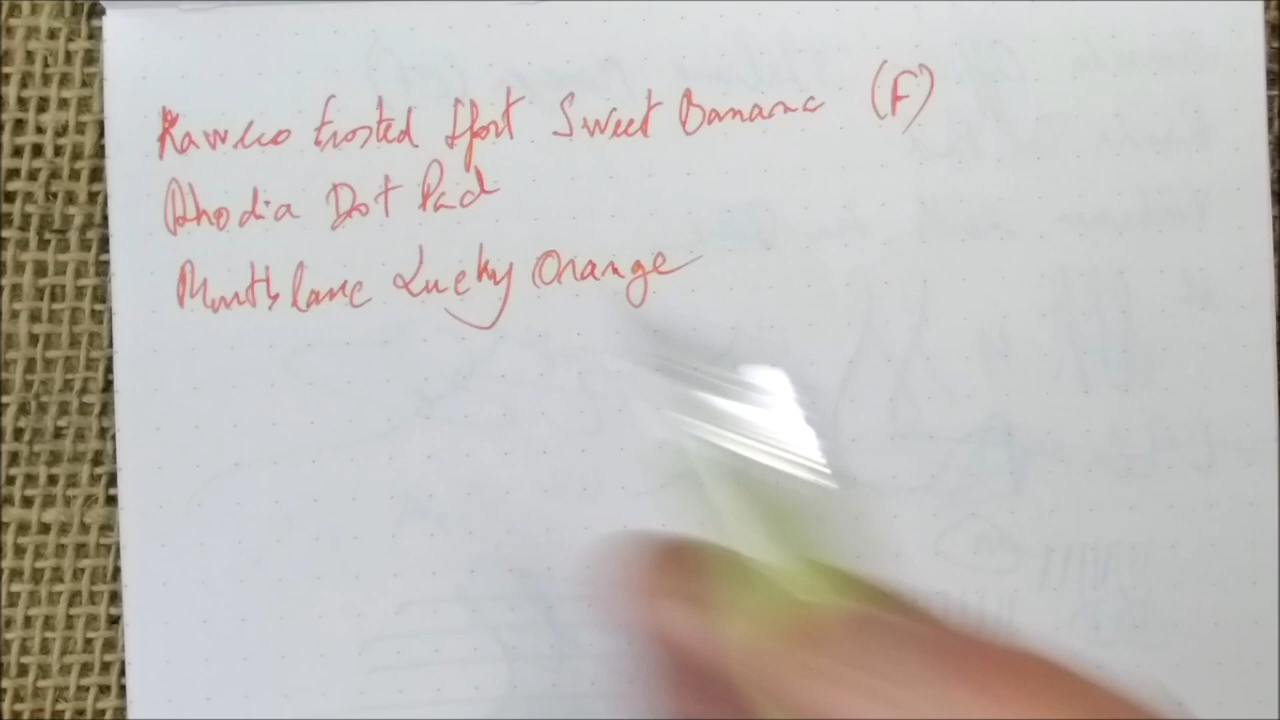 Kaweco Frosted Sport Sweet Banana (F)
Rhodia Dot Pad
Montblanc Lucky Orange